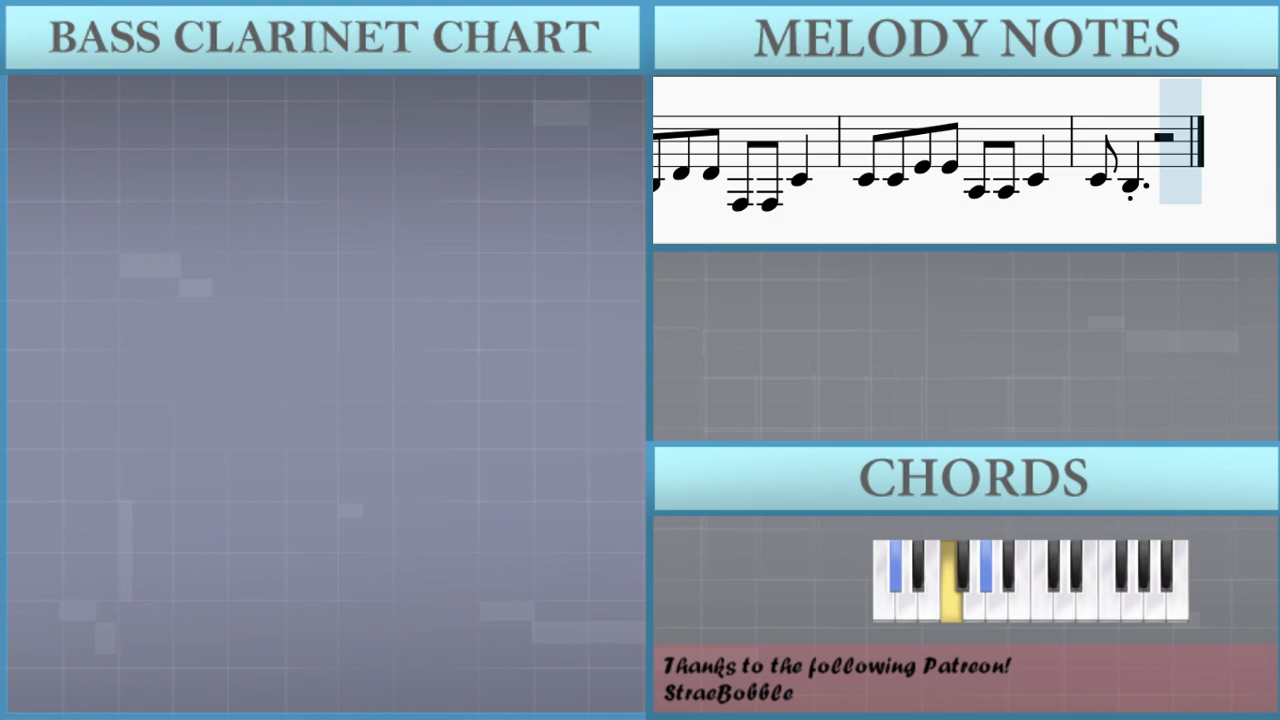 BASS CLARINET CHART
MELODY NOTES
CHORDS
Thanks to the following Patreon!
StraeBobble